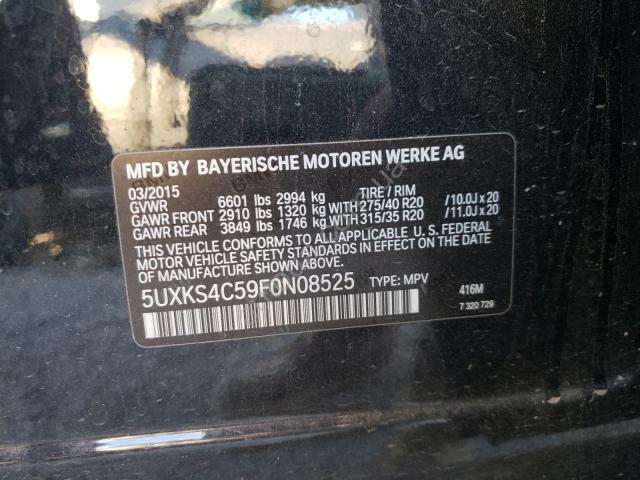 MFD BY BAYERISCHE MOTOREN WERKE AG
03/2015
GVWR 6601 lbs 2994 kg TIRE / RIM
GAWR FRONT 2910 lbs 1320 kg WITH 275/40 R20 /10.0J x 20
GAWR REAR 3849 lbs 1746 kg WITH 315/35 R20 /11.0J x 20
THIS VEHICLE CONFORMS TO ALL APPLICABLE U. S. FEDERAL
MOTOR VEHICLE SAFETY STANDARDS IN EFFECT ON THE
DATE OF MANUFACTURE SHOWN ABOVE.
5UXKS4C59F0N08525 TYPE: MPV
416M
7 320 729